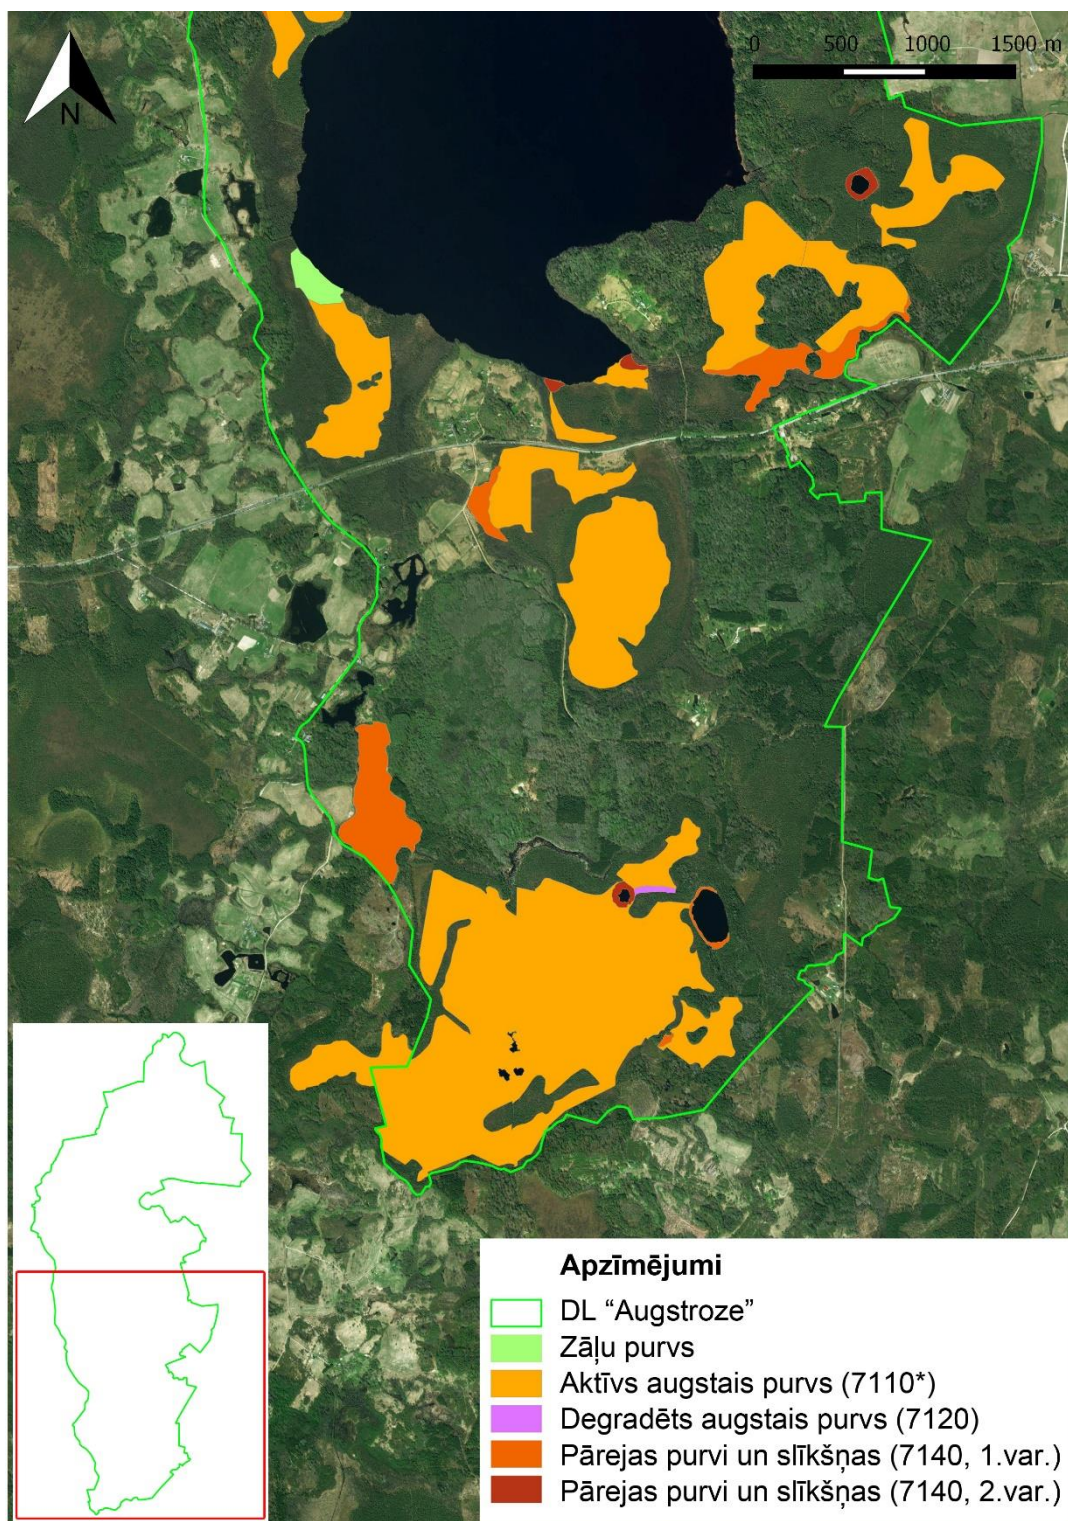 0 500 1000 1500 m
N
Apzīmējumi
DL “Augstroze”
Zāļu purvs
Aktīvs augstais purvs (7110*)
Degradēts augstais purvs (7120)
Pārejas purvi un slīkšņas (7140, 1.var.)
Pārejas purvi un slīkšņas (7140, 2.var.)